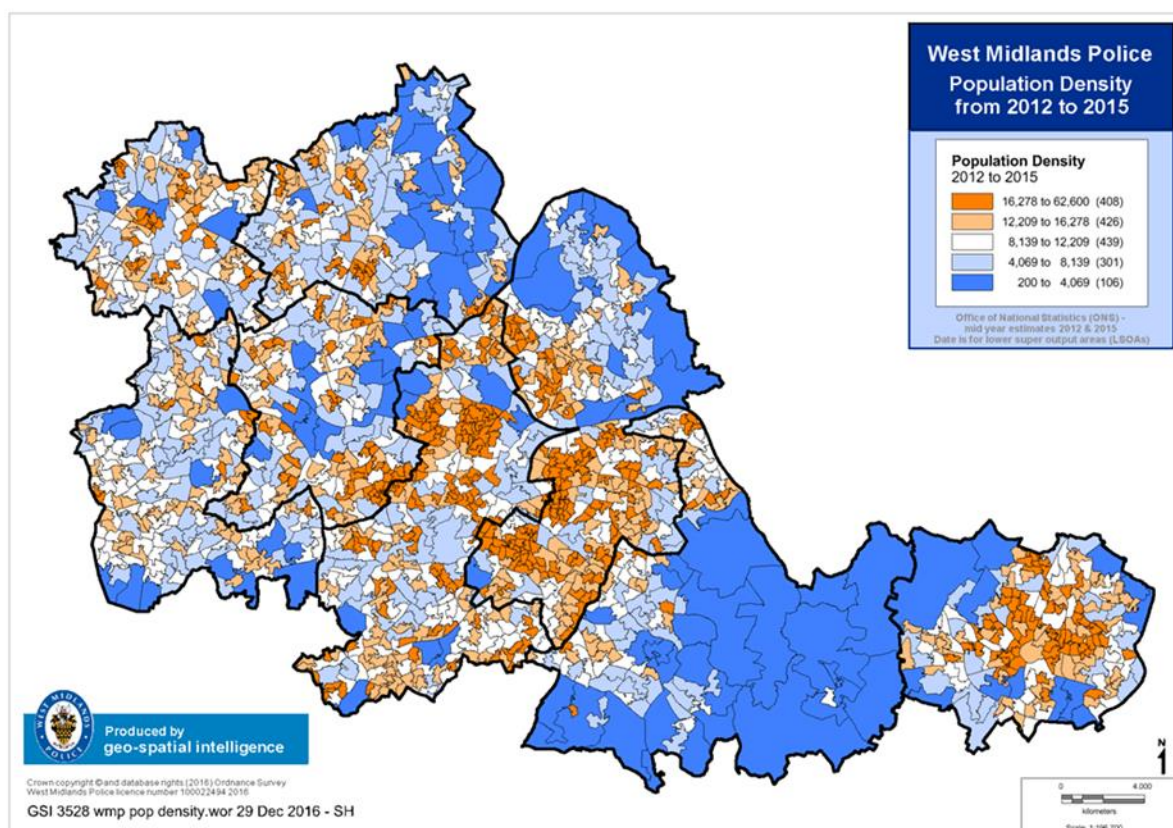 West Midlands Police
Population Density
from 2012 to 2015
Population Density
2012 to 2015
16,278 to 62,600 (408)
12,209 to 16,278 (426)
8,139 to 12,209 (439)
4,069 to 8,139 (301)
200 to 4,069 (106)
Office of National Statistics (ONS) -
mid year estimates 2012 & 2015
Date is for lower super output areas (LSOAs)
WEST MIDLANDS POLICE
Produced by
geo-spatial intelligence
Crown copyright © and database rights (2016) Ordnance Survey
West Midlands Police licence number 100022494 2016
GSI 3528 wmp pop density.wor 29 Dec 2016 - SH
N
0 4,000
kilometers